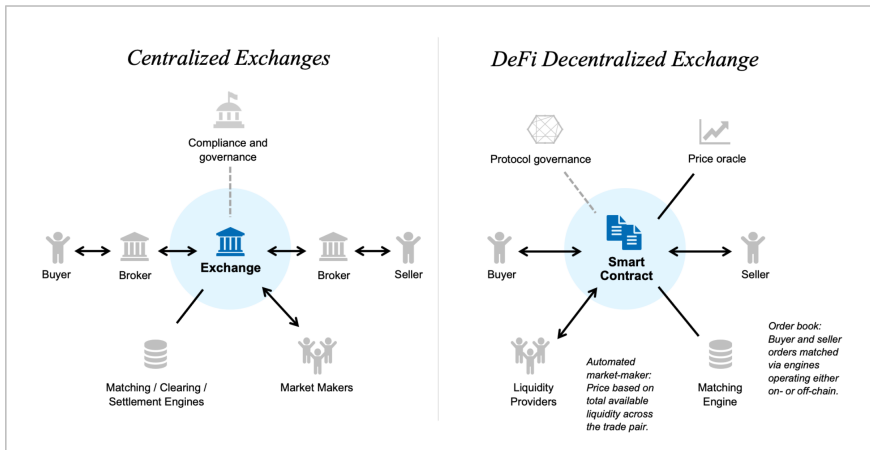 Centralized Exchanges
Compliance and
governance
Buyer
Broker
Exchange
Broker
Seller
Matching / Clearing /
Settlement Engines
Market Makers
DeFi Decentralized Exchange
Protocol governance
Price oracle
Buyer
Smart
Contract
Seller
Liquidity
Providers
Automated
market-maker:
Price based on
total available
liquidity across
the trade pair.
Matching
Engine
Order book:
Buyer and seller
orders matched
via engines
operating either
on- or off-chain.